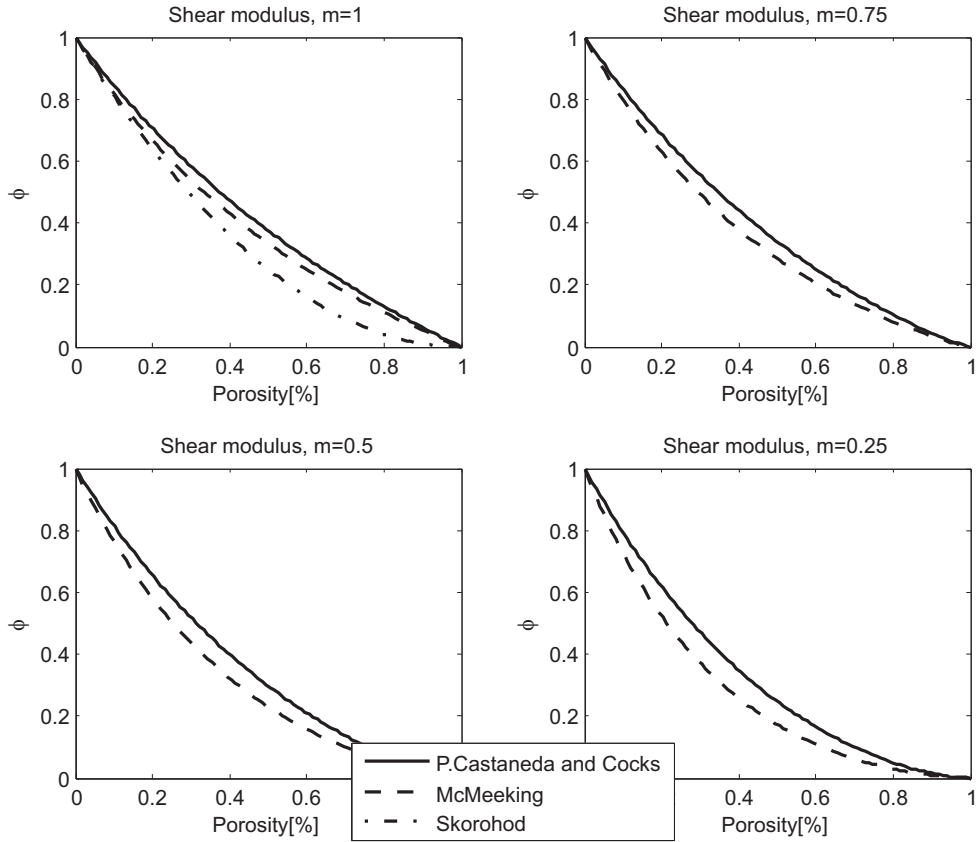 Shear modulus, m=1
1
0.8
0.6
0.4
0.2
0
ϕ
0 0.2 0.4 0.6 0.8 1
Porosity[%]
Shear modulus, m=0.75
1
0.8
0.6
0.4
0.2
0
ϕ
0 0.2 0.4 0.6 0.8 1
Porosity[%]
Shear modulus, m=0.5
1
0.8
0.6
0.4
0.2
0
ϕ
0 0.2 0.4 0.6
Porosity[%]
Shear modulus, m=0.25
1
0.8
0.6
0.4
0.2
0
ϕ
0.4 0.6 0.8 1
Porosity[%]
P.Castaneda and Cocks
McMeeking
Skorohod